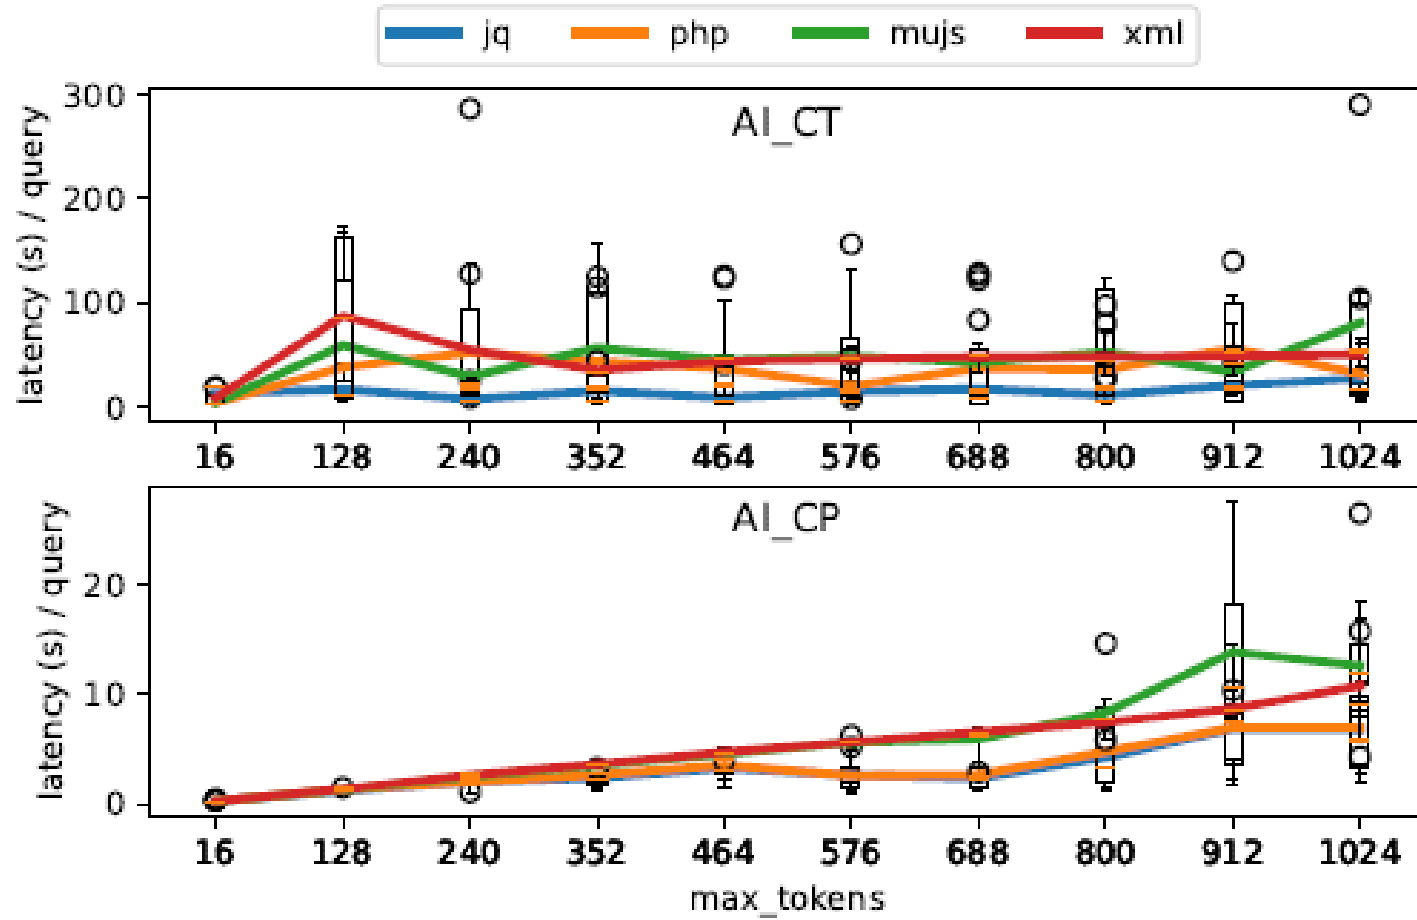 jq php mujs xml
AI_CT
latency (s) / query
300
200
100
0
16 128 240 352 464 576 688 800 912 1024
AI_CP
latency (s) / query
20
10
0
16 128 240 352 464 576 688 800 912 1024
max_tokens